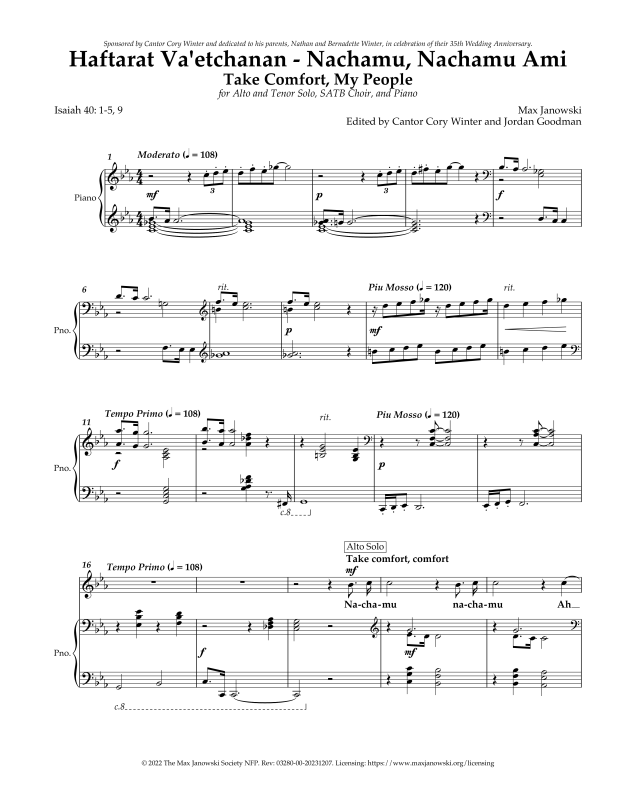 Sponsored by Cantor Cory Winter and dedicated to his parents, Nathan and Bernadette Winter, in celebration of their 35th Wedding Anniversary.
Haftarat Va'etchanan - Nachamu, Nachamu Ami
Take Comfort, My People
for Alto and Tenor Solo, SATB Choir, and Piano
Isaiah 40: 1-5, 9
Max Janowski
Edited by Cantor Cory Winter and Jordan Goodman
1 Moderato (♩ = 108)
Piano
mf
3
p
3
f
6
rit.
Piu Mosso (♩ = 120)
rit.
Pno.
p
mf
11
Tempo Primo (♩ = 108)
rit.
Piu Mosso (♩ = 120)
Pno.
f
p
c.8
16
Tempo Primo (♩ = 108)
Alto Solo
Take comfort, comfort
mf
Na-cha-mu na-cha-mu Ah
Pno.
f
mf
c.8
© 2022 The Max Janowski Society NFP. Rev: 03280-00-20231207. Licensing: https://www.maxjanowski.org/licensing